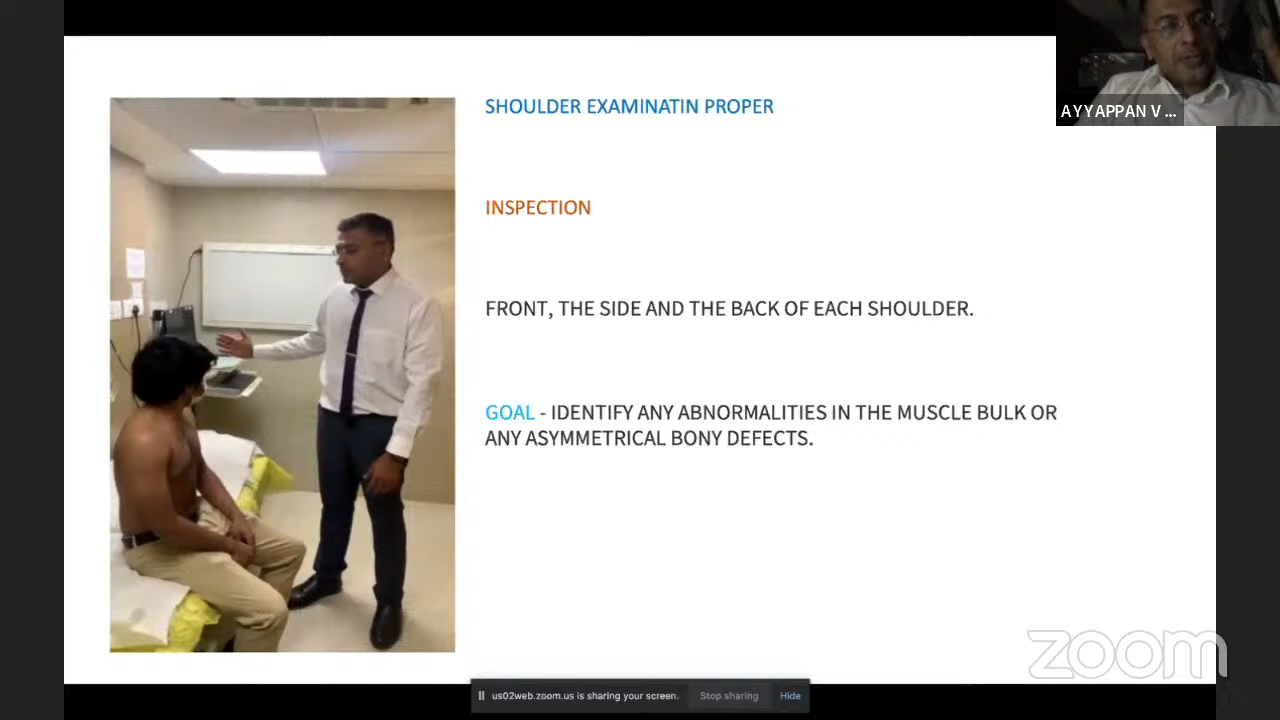 SHOULDER EXAMINATIN PROPER
AYYAPPAN V ...
INSPECTION
FRONT, THE SIDE AND THE BACK OF EACH SHOULDER.
GOAL - IDENTIFY ANY ABNORMALITIES IN THE MUSCLE BULK OR
ANY ASYMMETRICAL BONY DEFECTS.
zoom
us02web.zoom.us is sharing your screen. Stop sharing Hide